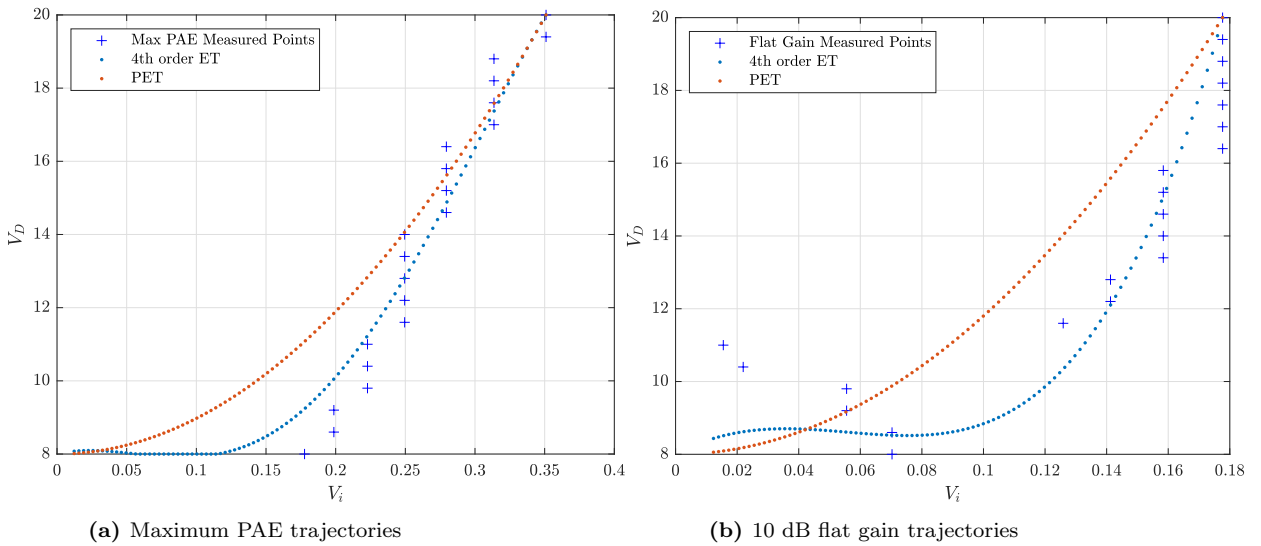 20
18
16
14
12
10
8
V_D
0
0.05
0.1
0.15
0.2
0.25
0.3
0.35
0.4
V_i
Max PAE Measured Points
4th order ET
PET
(a) Maximum PAE trajectories
20
18
16
14
12
10
8
V_D
0
0.02
0.04
0.06
0.08
0.1
0.12
0.14
0.16
0.18
V_i
Flat Gain Measured Points
4th order ET
PET
(b) 10 dB flat gain trajectories